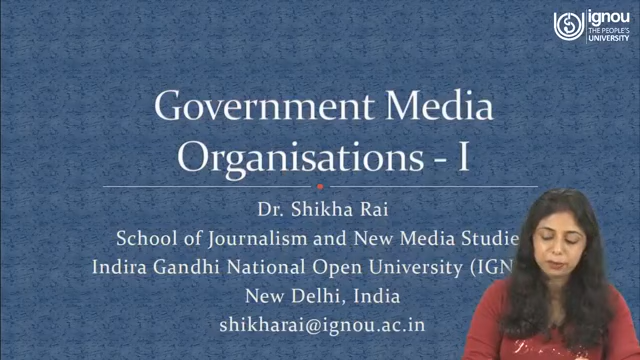 ignou
THE PEOPLE'S
UNIVERSITY
Government Media
Organisations - I
Dr. Shikha Rai
School of Journalism and New Media Studie
Indira Gandhi National Open University (IGN
New Delhi, India
shikharai@ignou.ac.in